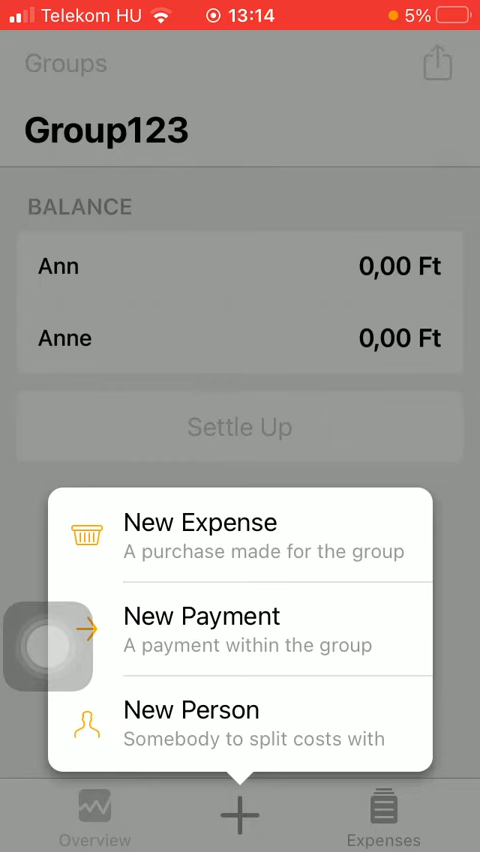 Telekom HU 13:14 5%
Groups
Group123
BALANCE
Ann 0,00 Ft
Anne 0,00 Ft
Settle Up
New Expense
A purchase made for the group
New Payment
A payment within the group
New Person
Somebody to split costs with
Overview Expenses